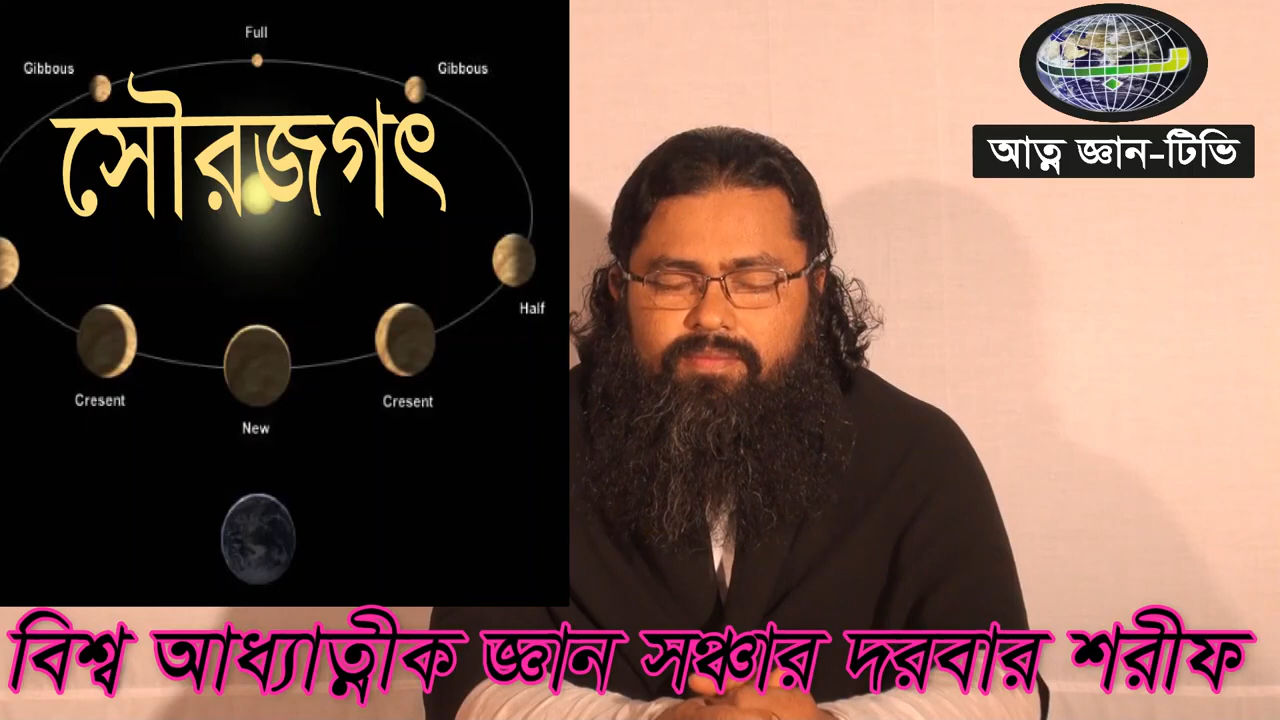 Full
Gibbous
Gibbous
সৌরজগৎ
Half
Cresent
Cresent
New
আত্ন জ্ঞান-টিভি
বিশ্ব আধ্যাত্নীক জ্ঞান সঞ্চার দরবার শরীফ